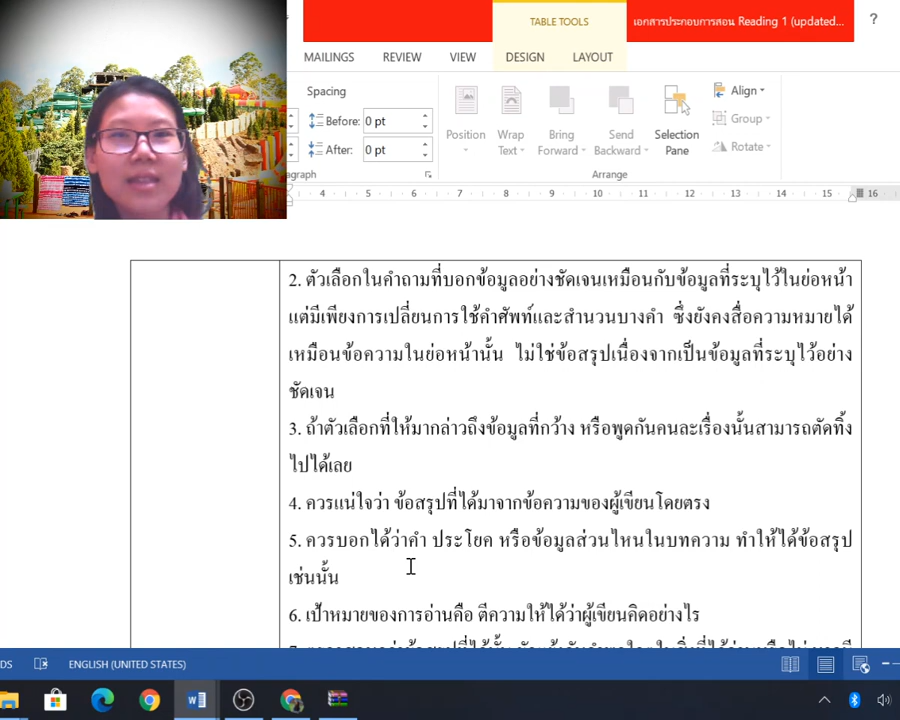 TABLE TOOLS
เอกสารประกอบการสอน Reading 1 (updated...
?
MAILINGS REVIEW VIEW DESIGN LAYOUT
Spacing
Before: 0 pt
After: 0 pt
Position
Wrap Text
Bring Forward
Send Backward
Selection Pane
Align
Group
Rotate
agraph
Arrange
4 5 6 7 8 9 10 11 12 13 14 15 16
2. ตัวเลือกในคำถามที่บอกข้อมูลอย่างชัดเจนเหมือนกับข้อมูลที่ระบุไว้ในย่อหน้า
แต่มีเพียงการเปลี่ยนการใช้คำศัพท์และสำนวนบางคำ ซึ่งยังคงสื่อความหมายได้
เหมือนข้อความในย่อหน้านั้น ไม่ใช่ข้อสรุปเนื่องจากเป็นข้อมูลที่ระบุไว้อย่าง
ชัดเจน
3. ถ้าตัวเลือกที่ให้มากล่าวถึงข้อมูลที่กว้าง หรือพูดกันคนละเรื่องนั้นสามารถตัดทิ้ง
ไปได้เลย
4. ควรแน่ใจว่า ข้อสรุปที่ได้มาจากข้อความของผู้เขียนโดยตรง
5. ควรบอกได้ว่าคำ ประโยค หรือข้อมูลส่วนไหนในบทความ ทำให้ได้ข้อสรุป
เช่นนั้น
6. เป้าหมายของการอ่านคือ ตีความให้ได้ว่าผู้เขียนคิดอย่างไร
DS ENGLISH (UNITED STATES)